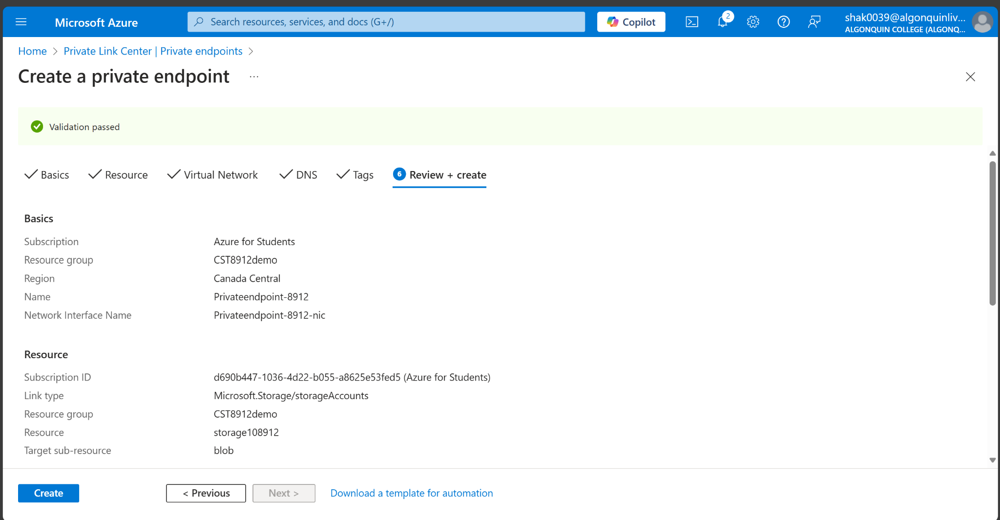 Microsoft Azure
Search resources, services, and docs (G+/)
Copilot
2
shak0039@algonquinliv...
ALGONQUIN COLLEGE (ALGONQ...
Home > Private Link Center | Private endpoints >
Create a private endpoint ...
Validation passed
Basics Resource Virtual Network DNS Tags 6 Review + create
Basics
Subscription Azure for Students
Resource group CST8912demo
Region Canada Central
Name Privateendpoint-8912
Network Interface Name Privateendpoint-8912-nic
Resource
Subscription ID d690b447-1036-4d22-b055-a8625e53fed5 (Azure for Students)
Link type Microsoft.Storage/storageAccounts
Resource group CST8912demo
Resource storage108912
Target sub-resource blob
Create < Previous Next > Download a template for automation